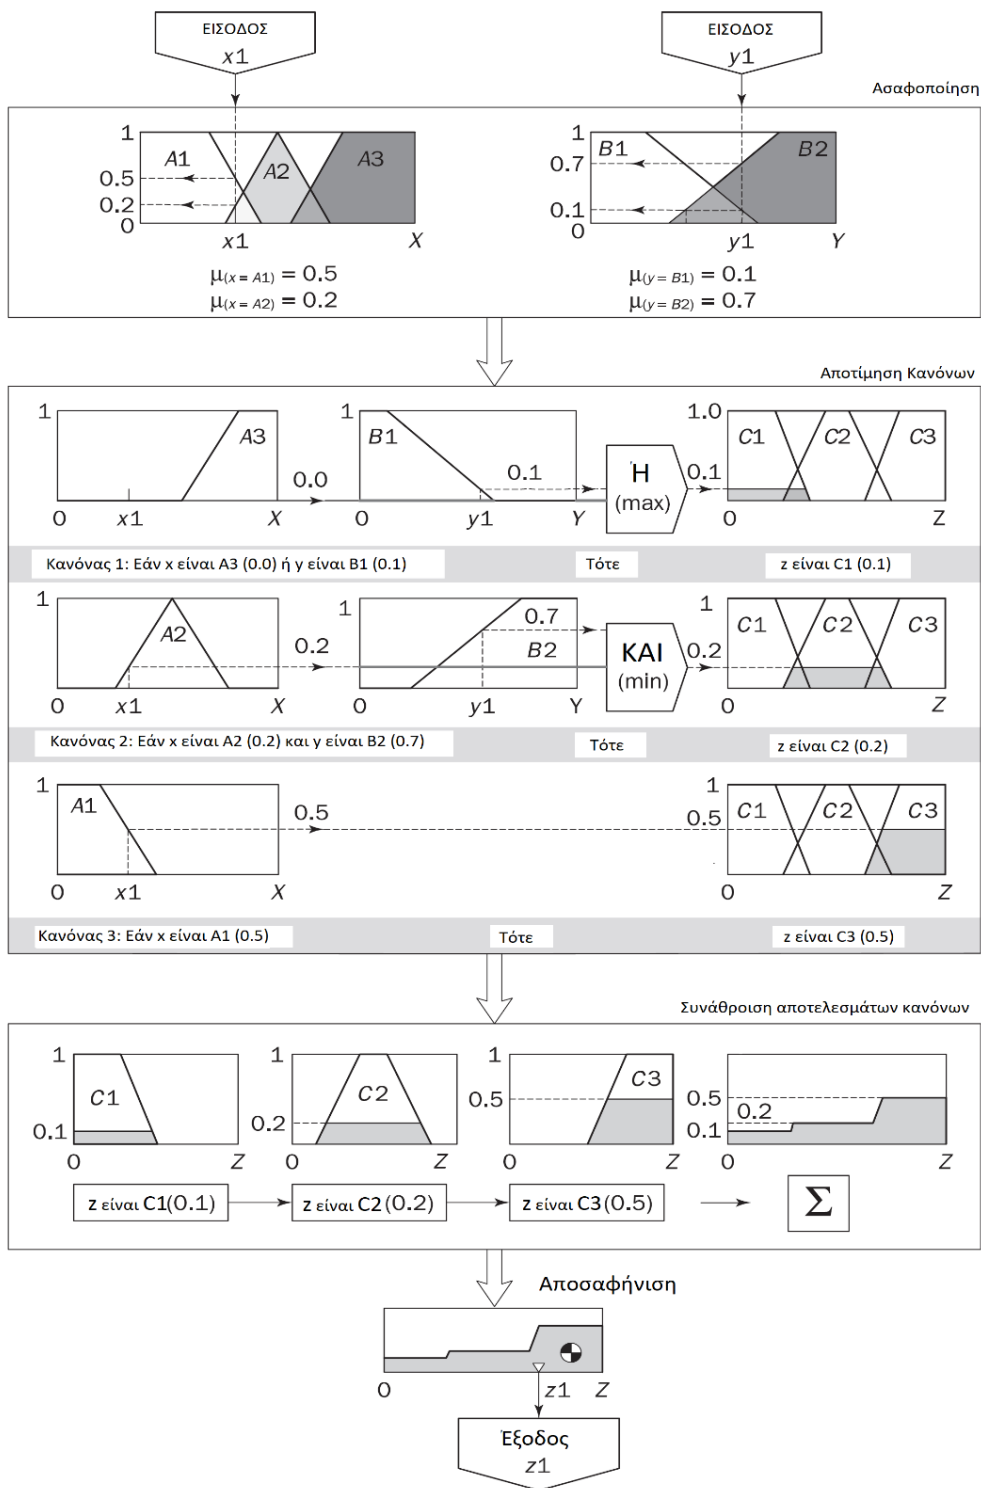 ΕΙΣΟΔΟΣ
x1
ΕΙΣΟΔΟΣ
y1
Ασαφοποίηση
1
A1
A2
A3
0.5
0.2
0
x1
X
1
B1
B2
0.7
0.1
0
y1
Y
μ(x = A1) = 0.5
μ(x = A2) = 0.2
μ(y = B1) = 0.1
μ(y = B2) = 0.7
Αποτίμηση Κανόνων
1
A3
0.0
0
x1
X
1
B1
0.1
0
y1
Y
Ή
(max)
1.0
C1
C2
C3
0.1
0
Z
Κανόνας 1: Εάν x είναι A3 (0.0) ή y είναι B1 (0.1)
Τότε
z είναι C1 (0.1)
1
A2
0.2
0
x1
X
1
0.7
B2
0
y1
Y
ΚΑΙ
(min)
1
C1
C2
C3
0.2
0
Z
Κανόνας 2: Εάν x είναι A2 (0.2) και y είναι B2 (0.7)
Τότε
z είναι C2 (0.2)
1
A1
0.5
0
x1
X
1
C1
C2
C3
0.5
0
Z
Κανόνας 3: Εάν x είναι A1 (0.5)
Τότε
z είναι C3 (0.5)
Συνάθροιση αποτελεσμάτων κανόνων
1
C1
0.1
0
Z
1
C2
0.2
0
Z
1
C3
0.5
0
Z
1
0.5
0.2
0.1
0
Z
z είναι C1(0.1)
z είναι C2 (0.2)
z είναι C3(0.5)
Σ
Αποσαφήνιση
0
z1
Z
Έξοδος
z1